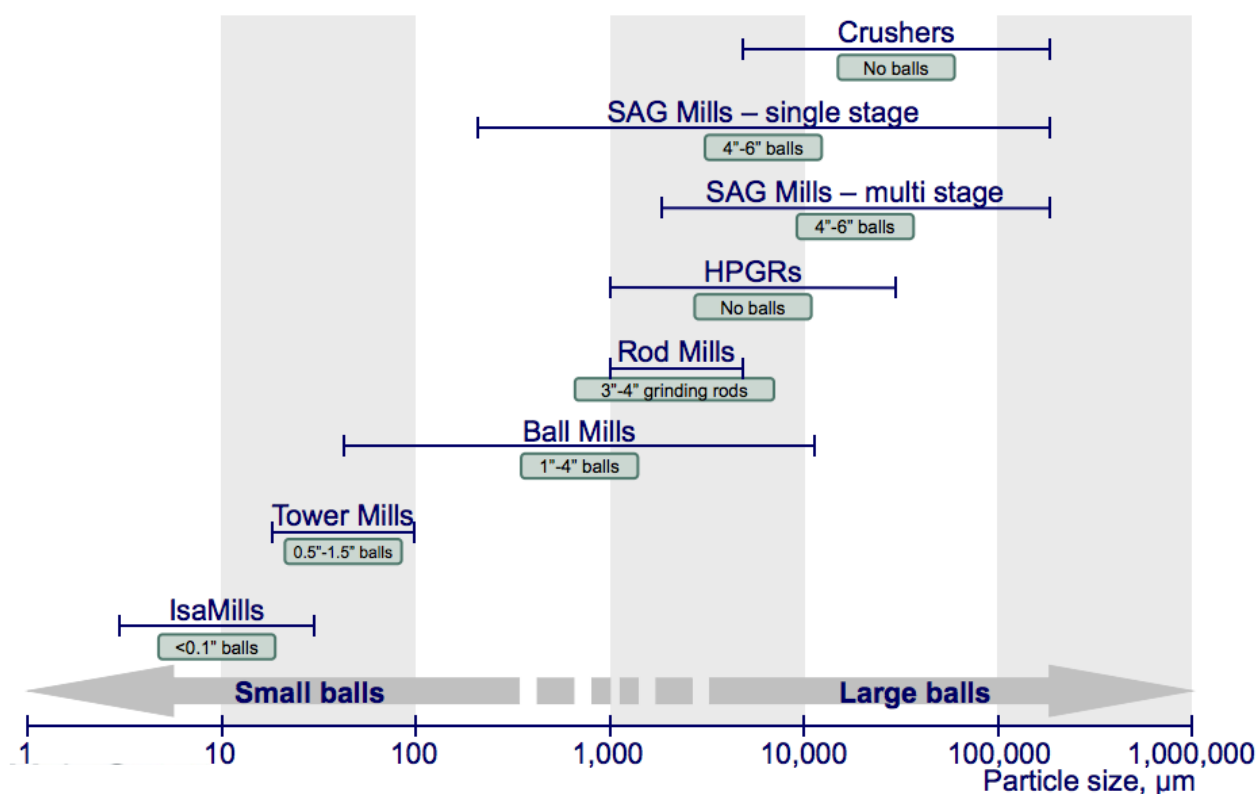 Crushers
No balls
SAG Mills – single stage
4”-6” balls
SAG Mills – multi stage
4”-6” balls
HPGRs
No balls
Rod Mills
3”-4” grinding rods
Ball Mills
1”-4” balls
Tower Mills
0.5”-1.5” balls
IsaMills
<0.1” balls
Small balls Large balls
1 10 100 1,000 10,000 100,000 1,000,000
Particle size, µm